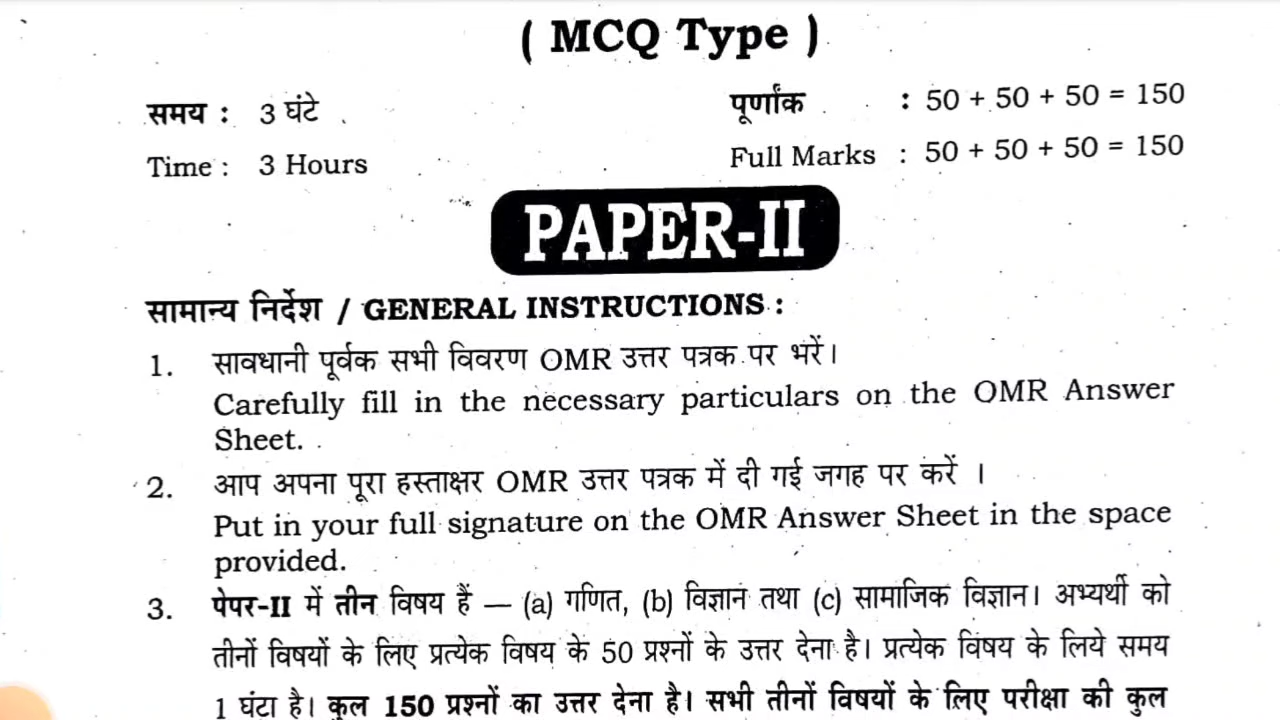 ( MCQ Type )
समय : 3 घंटे
पूर्णांक : 50 + 50 + 50 = 150
Time : 3 Hours
Full Marks : 50 + 50 + 50 = 150
PAPER-II
सामान्य निर्देश / GENERAL INSTRUCTIONS :
1. सावधानी पूर्वक सभी विवरण OMR उत्तर पत्रक पर भरें।
Carefully fill in the necessary particulars on the OMR Answer
Sheet.
2. आप अपना पूरा हस्ताक्षर OMR उत्तर पत्रक में दी गई जगह पर करें ।
Put in your full signature on the OMR Answer Sheet in the space
provided.
3. पेपर-II में तीन विषय हैं — (a) गणित, (b) विज्ञान तथा (c) सामाजिक विज्ञान। अभ्यर्थी को
तीनों विषयों के लिए प्रत्येक विषय के 50 प्रश्नों के उत्तर देना है। प्रत्येक विषय के लिये समय
1 घंटा है। कुल 150 प्रश्नों का उत्तर देना है। सभी तीनों विषयों के लिए परीक्षा की कुल